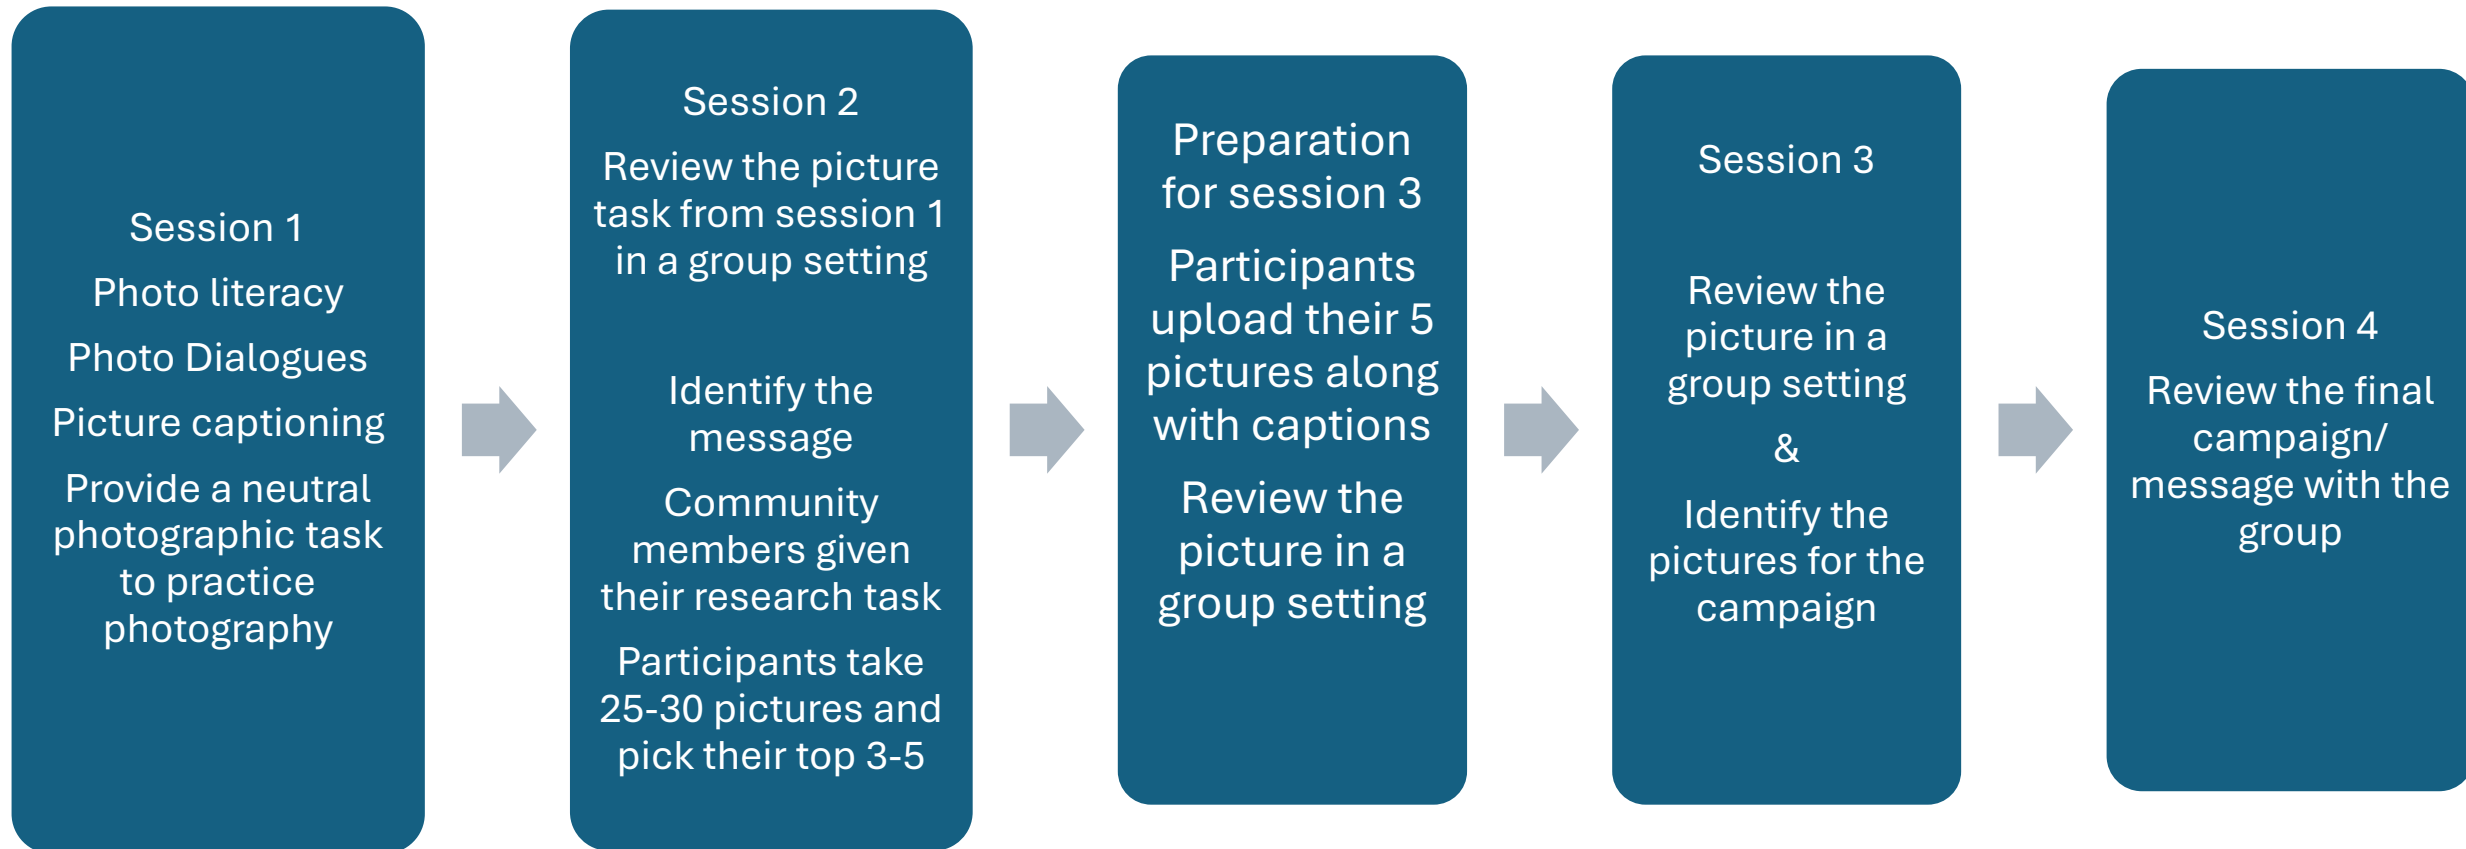 Session 1
Photo literacy
Photo Dialogues
Picture captioning
Provide a neutral
photographic task
to practice
photography
Session 2
Review the picture
task from session 1
in a group setting
Identify the
message
Community
members given
their research task
Participants take
25-30 pictures and
pick their top 3-5
Preparation
for session 3
Participants
upload their 5
pictures along
with captions
Review the
picture in a
group setting
Session 3
Review the
picture in a
group setting
&
Identify the
pictures for the
campaign
Session 4
Review the final
campaign/
message with the
group